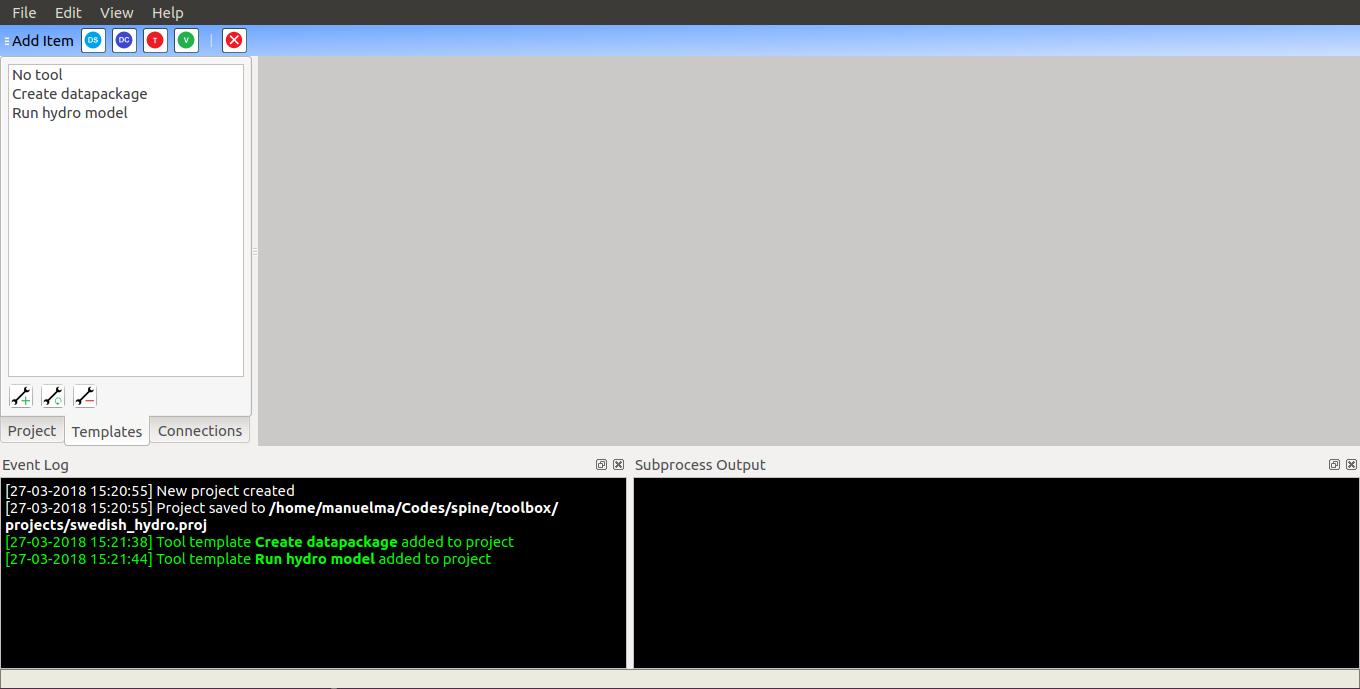 File Edit View Help
Add Item DS DC T V
No tool
Create datapackage
Run hydro model
Project Templates Connections
Event Log
[27-03-2018 15:20:55] New project created
[27-03-2018 15:20:55] Project saved to /home/manuelma/Codes/spine/toolbox/
projects/swedish_hydro.proj
[27-03-2018 15:21:38] Tool template Create datapackage added to project
[27-03-2018 15:21:44] Tool template Run hydro model added to project
Subprocess Output